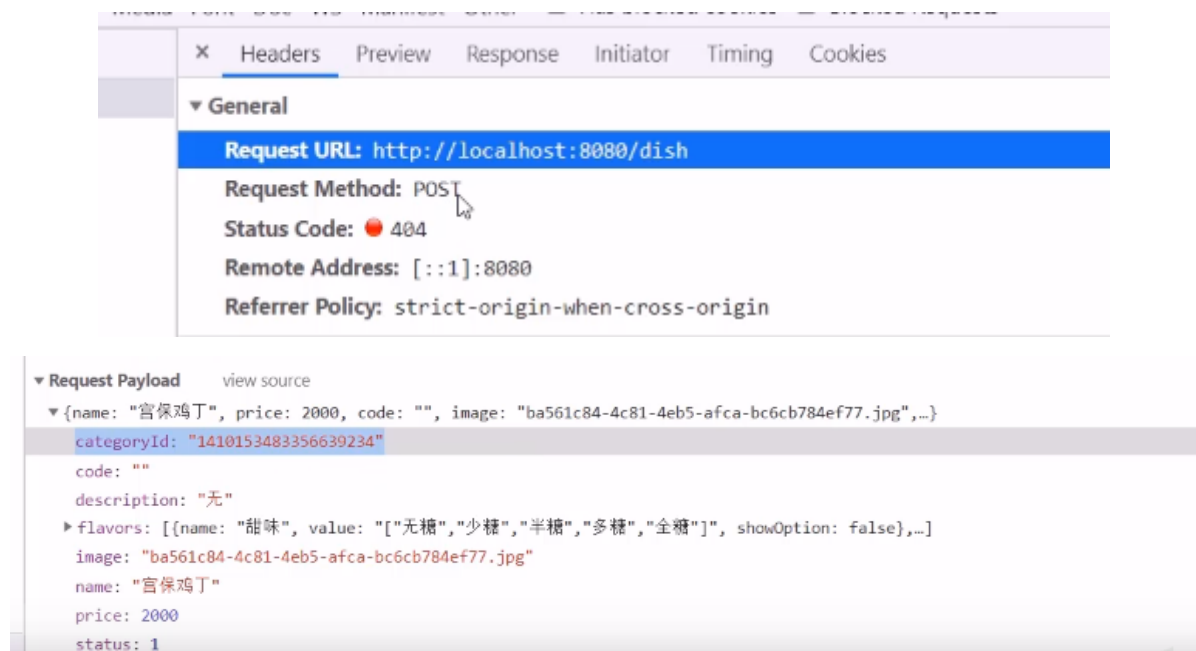 Headers Preview Response Initiator Timing Cookies
General
Request URL: http://localhost:8080/dish
Request Method: POST
Status Code: 404
Remote Address: [::1]:8080
Referrer Policy: strict-origin-when-cross-origin
Request Payload view source
{name: "宫保鸡丁", price: 2000, code: "", image: "ba561c84-4c81-4eb5-afca-bc6cb784ef77.jpg",…}
categoryId: "1410153483356639234"
code: ""
description: "无"
flavors: [{name: "甜味", value: "["无糖","少糖","半糖","多糖","全糖"]", showOption: false},…]
image: "ba561c84-4c81-4eb5-afca-bc6cb784ef77.jpg"
name: "宫保鸡丁"
price: 2000
status: 1